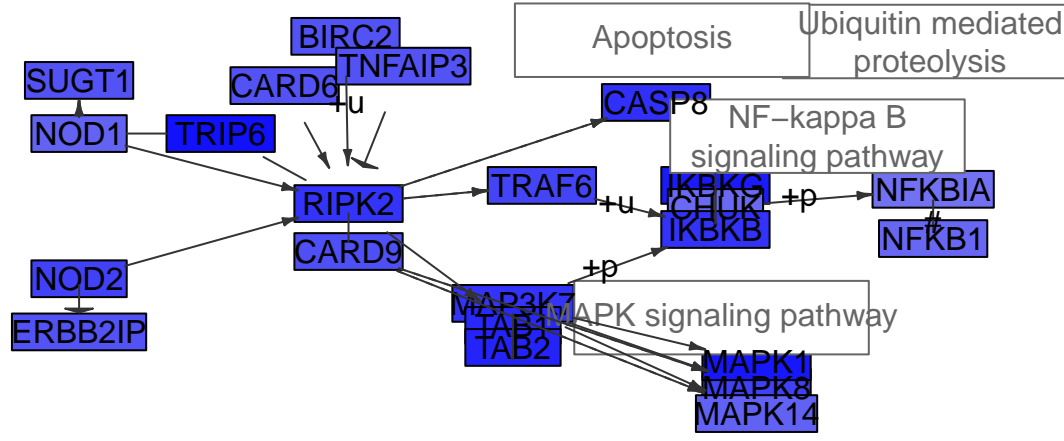 BIRC2
Apoptosis
Ubiquitin mediated
proteolysis
TNFAIP3
SUGT1
CARD6
+u
CASP8
NOD1
TRIP6
NF−kappa B
signaling pathway
RIPK2
TRAF6
+u
IKBKG
CHUK
IKBKB
+p
NFKBIA
#
NFKB1
CARD9
+p
NOD2
ERBB2IP
MAP3K7
TAB1
TAB2
MAPK signaling pathway
MAPK1
MAPK8
MAPK14